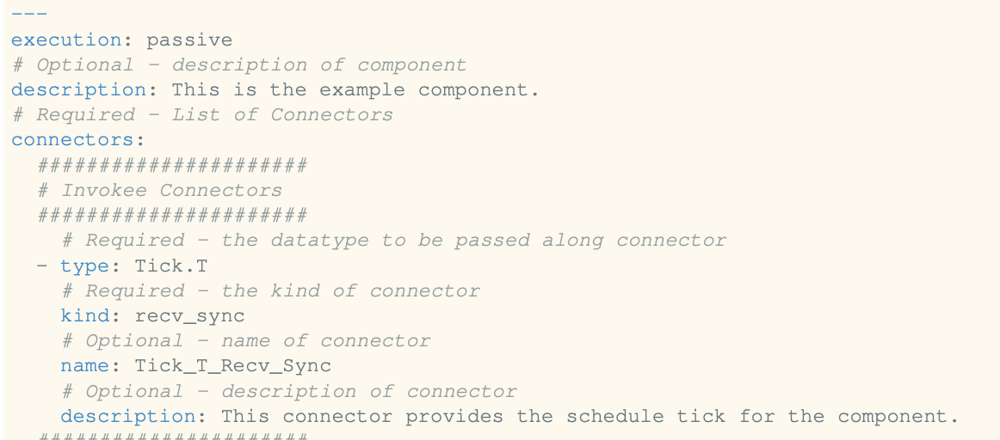 ---
execution: passive
# Optional - description of component
description: This is the example component.
# Required - List of Connectors
connectors:
  ######################
  # Invokee Connectors
  ######################
    # Required - the datatype to be passed along connector
  - type: Tick.T
    # Required - the kind of connector
    kind: recv_sync
    # Optional - name of connector
    name: Tick_T_Recv_Sync
    # Optional - description of connector
    description: This connector provides the schedule tick for the component.
  ######################